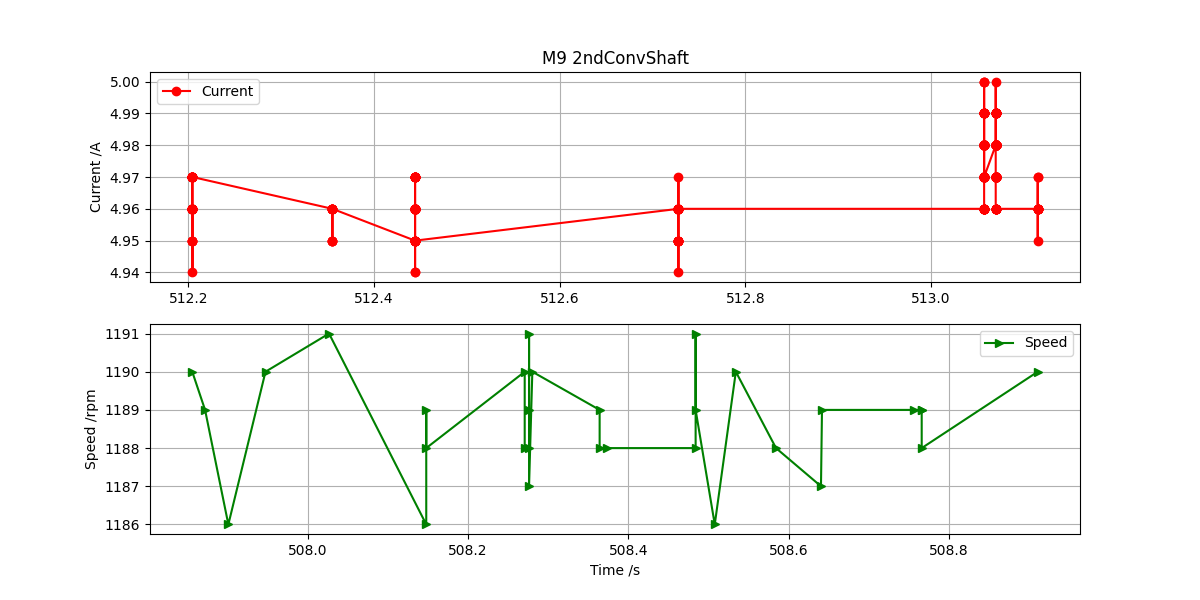 M9 2ndConvShaft
5.00
4.99
4.98
4.97
4.96
4.95
4.94
Current /A
Current
512.2 512.4 512.6 512.8 513.0
1191
1190
1189
1188
1187
1186
Speed /rpm
Speed
508.0 508.2 508.4 508.6 508.8
Time /s